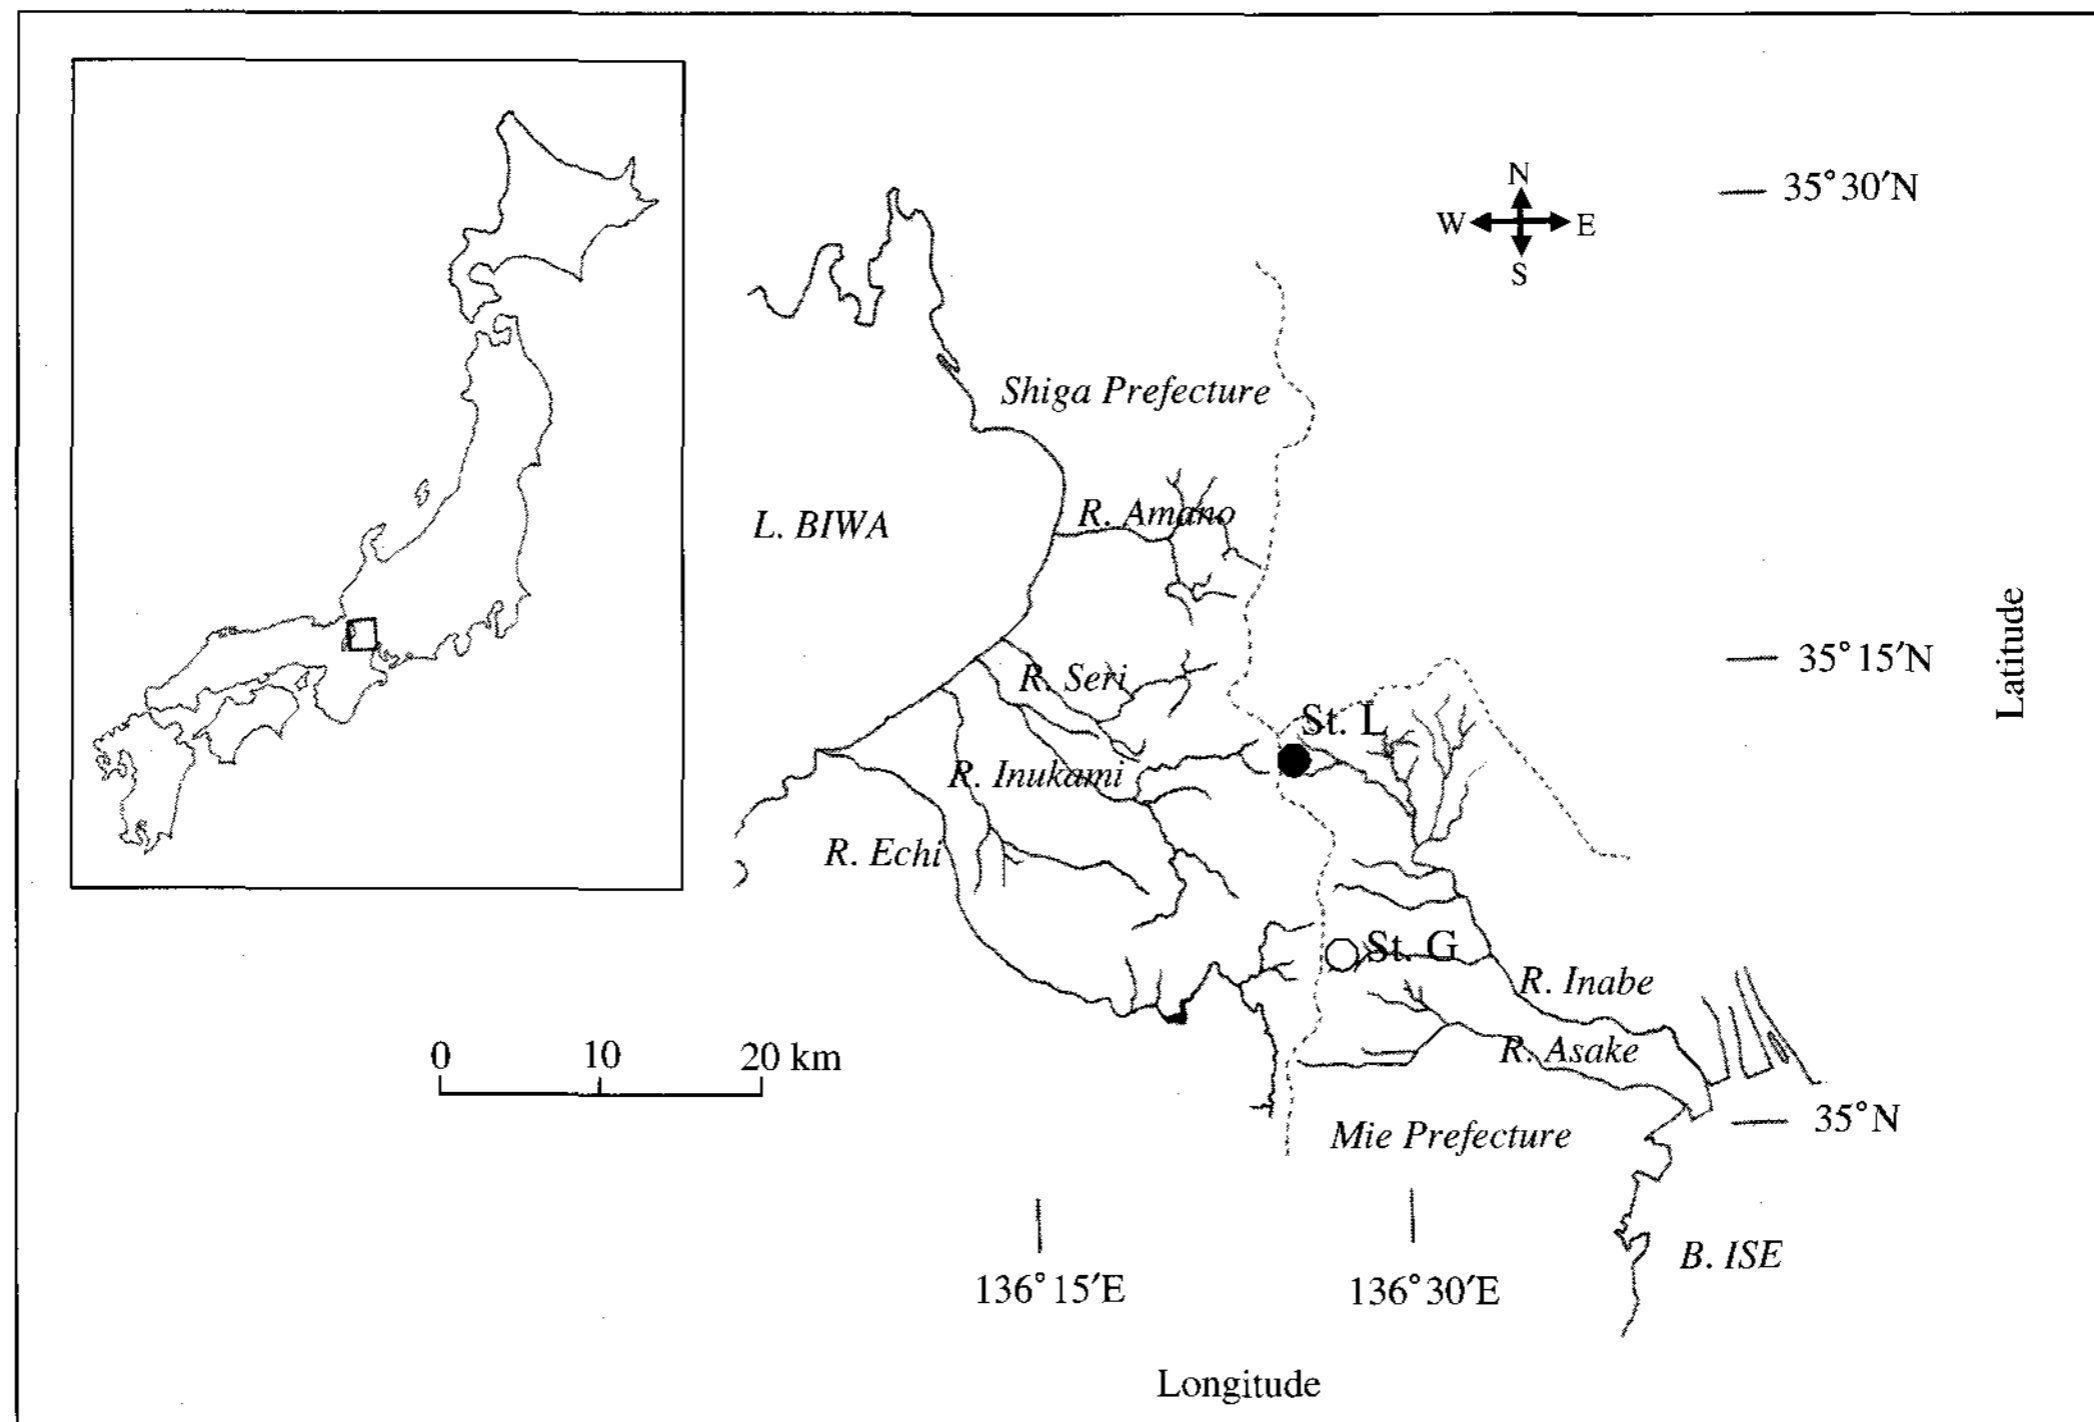 N
W E
S
35°30′N
Shiga Prefecture
L. BIWA
R. Amano
35°15′N
Latitude
R. Seri
St. L
R. Inukami
R. Echi
St. G
R. Inabe
R. Asake
0 10 20 km
35°N
Mie Prefecture
B. ISE
136°15′E
136°30′E
Longitude